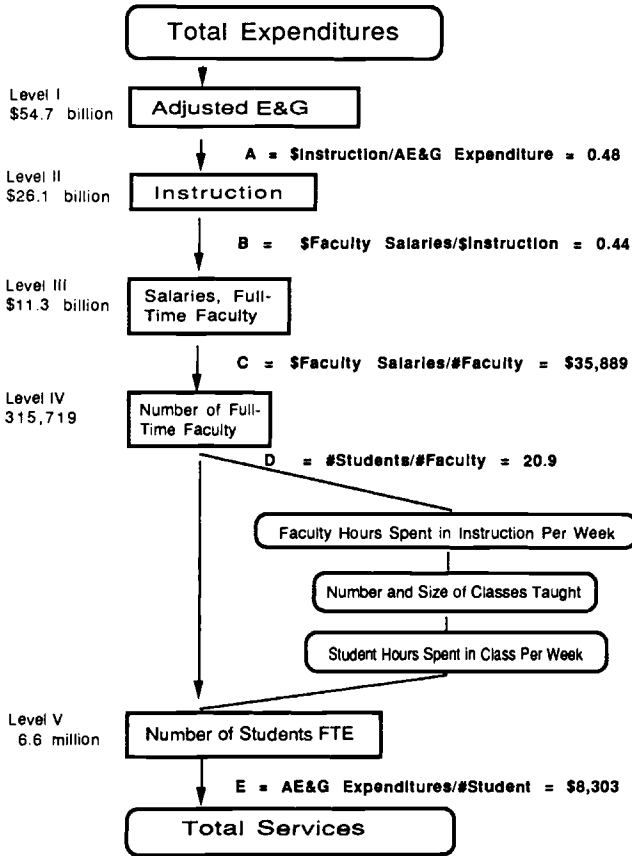 Total Expenditures
Level I
$54.7 billion
Adjusted E&G
A = $Instruction/AE&G Expenditure = 0.48
Level II
$26.1 billion
Instruction
B = $Faculty Salaries/$Instruction = 0.44
Level III
$11.3 billion
Salaries, Full-
Time Faculty
C = $Faculty Salaries/#Faculty = $35,889
Level IV
315,719
Number of Full-
Time Faculty
D = #Students/#Faculty = 20.9
Faculty Hours Spent in Instruction Per Week
Number and Size of Classes Taught
Student Hours Spent in Class Per Week
Level V
6.6 million
Number of Students FTE
E = AE&G Expenditures/#Student = $8,303
Total Services